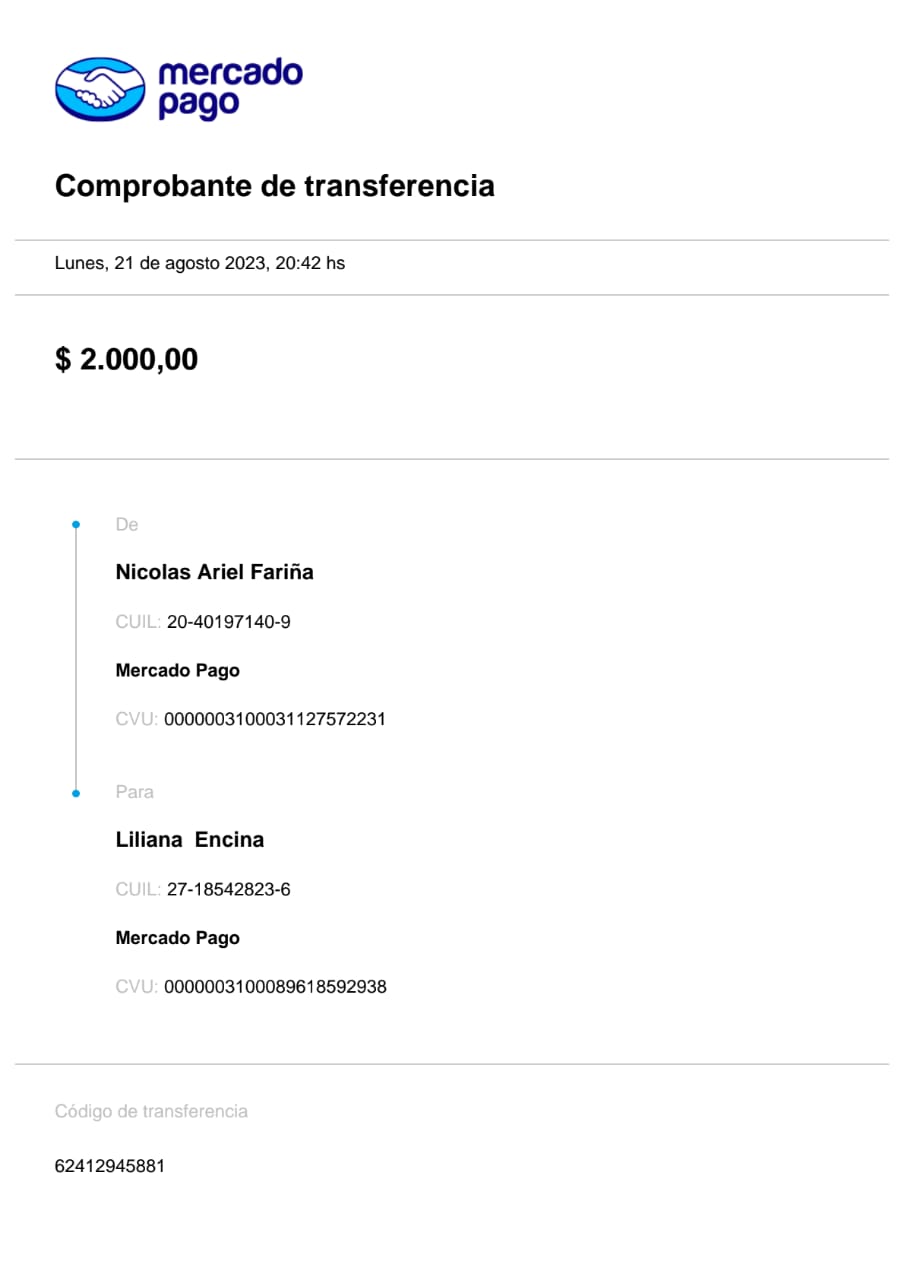 mercado
pago
Comprobante de transferencia
Lunes, 21 de agosto 2023, 20:42 hs
$ 2.000,00
De
Nicolas Ariel Fariña
CUIL: 20-40197140-9
Mercado Pago
CVU: 0000003100031127572231
Para
Liliana  Encina
CUIL: 27-18542823-6
Mercado Pago
CVU: 0000003100089618592938
Código de transferencia
62412945881